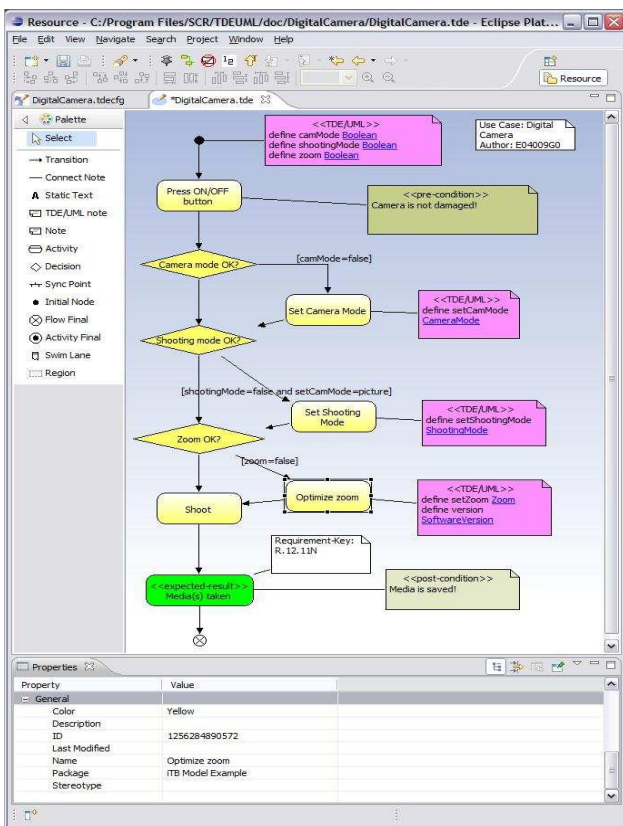 Resource - C:/Program Files/SCR/TDEUML/doc/DigitalCamera/DigitalCamera.tde - Eclipse Plat...
File Edit View Navigate Search Project Window Help
Resource
DigitalCamera.tdecfg
*DigitalCamera.tde
Palette
Select
Transition
Connect Note
A Static Text
TDE/UML note
Note
Activity
Decision
Sync Point
Initial Node
Flow Final
Activity Final
Swim Lane
Region
<<TDE/UML>>
define camMode Boolean
define shootingMode Boolean
define zoom Boolean
Use Case: Digital
Camera
Author: E04009G0
Press ON/OFF
button
<<pre-condition>>
Camera is not damaged!
Camera mode OK?
[camMode=false]
Set Camera Mode
<<TDE/UML>>
define setCamMode
CameraMode
Shooting mode OK?
[shootingMode=false and setCamMode=picture]
Set Shooting
Mode
<<TDE/UML>>
define setShootingMode
ShootingMode
Zoom OK?
[zoom=false]
Optimize zoom
<<TDE/UML>>
define setZoom Zoom
define version
SoftwareVersion
Shoot
Requirement-Key:
R.12.11N
<<expected-result>>
Media(s) taken
<<post-condition>>
Media is saved!
Properties
Property Value
General
Color Yellow
Description
ID 1256284890572
Last Modified
Name Optimize zoom
Package iTB Model Example
Stereotype